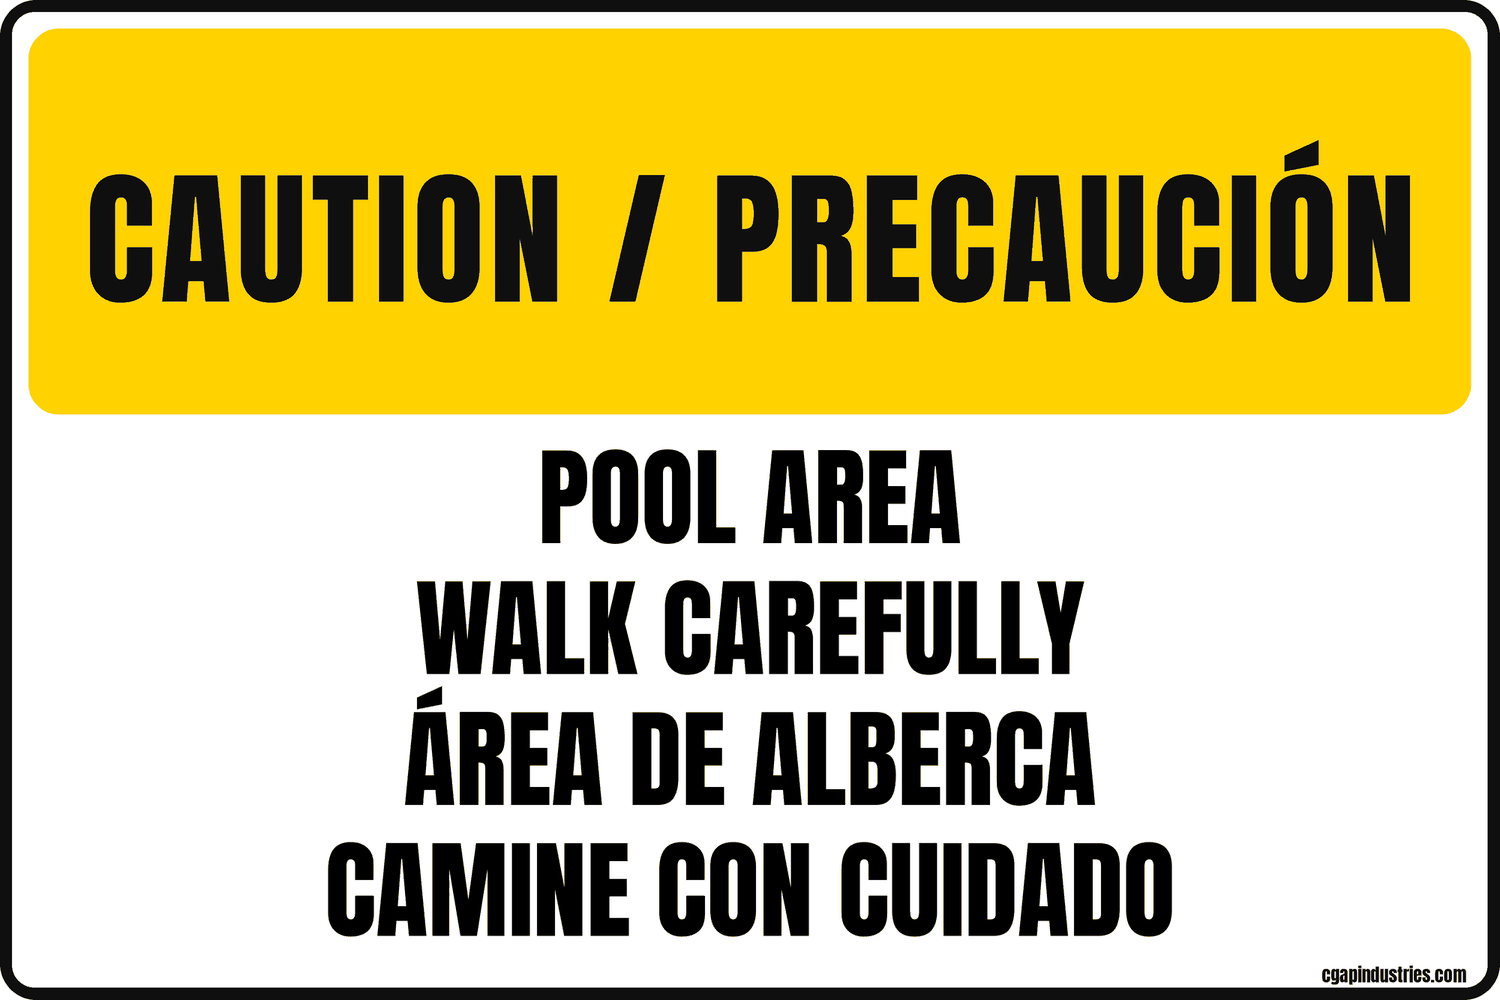 CAUTION / PRECAUCIÓN
POOL AREA
WALK CAREFULLY
ÁREA DE ALBERCA
CAMINE CON CUIDADO
cgapindustries.com